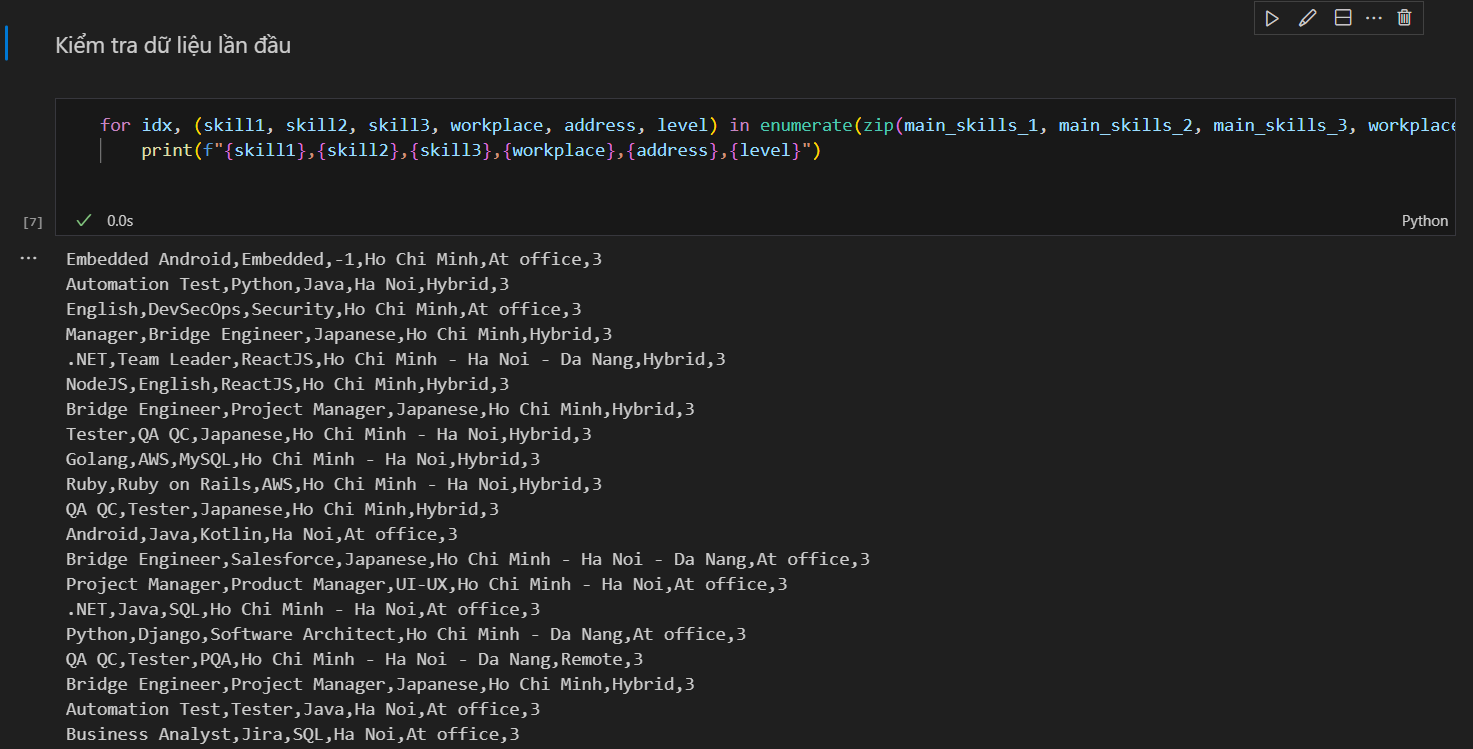 Kiểm tra dữ liệu lần đầu
for idx, (skill1, skill2, skill3, workplace, address, level) in enumerate(zip(main_skills_1, main_skills_2, main_skills_3, workplace
print(f"{skill1},{skill2},{skill3},{workplace},{address},{level}")
[7] 0.0s Python
Embedded Android,Embedded,-1,Ho Chi Minh,At office,3
Automation Test,Python,Java,Ha Noi,Hybrid,3
English,DevSecOps,Security,Ho Chi Minh,At office,3
Manager,Bridge Engineer,Japanese,Ho Chi Minh,Hybrid,3
.NET,Team Leader,ReactJS,Ho Chi Minh - Ha Noi - Da Nang,Hybrid,3
NodeJS,English,ReactJS,Ho Chi Minh,Hybrid,3
Bridge Engineer,Project Manager,Japanese,Ho Chi Minh,Hybrid,3
Tester,QA QC,Japanese,Ho Chi Minh - Ha Noi,Hybrid,3
Golang,AWS,MySQL,Ho Chi Minh - Ha Noi,Hybrid,3
Ruby,Ruby on Rails,AWS,Ho Chi Minh - Ha Noi,Hybrid,3
QA QC,Tester,Japanese,Ho Chi Minh,Hybrid,3
Android,Java,Kotlin,Ha Noi,At office,3
Bridge Engineer,Salesforce,Japanese,Ho Chi Minh - Ha Noi - Da Nang,At office,3
Project Manager,Product Manager,UI-UX,Ho Chi Minh - Ha Noi,At office,3
.NET,Java,SQL,Ho Chi Minh - Ha Noi,At office,3
Python,Django,Software Architect,Ho Chi Minh - Da Nang,At office,3
QA QC,Tester,PQA,Ho Chi Minh - Ha Noi - Da Nang,Remote,3
Bridge Engineer,Project Manager,Japanese,Ho Chi Minh,Hybrid,3
Automation Test,Tester,Java,Ha Noi,At office,3
Business Analyst,Jira,SQL,Ha Noi,At office,3